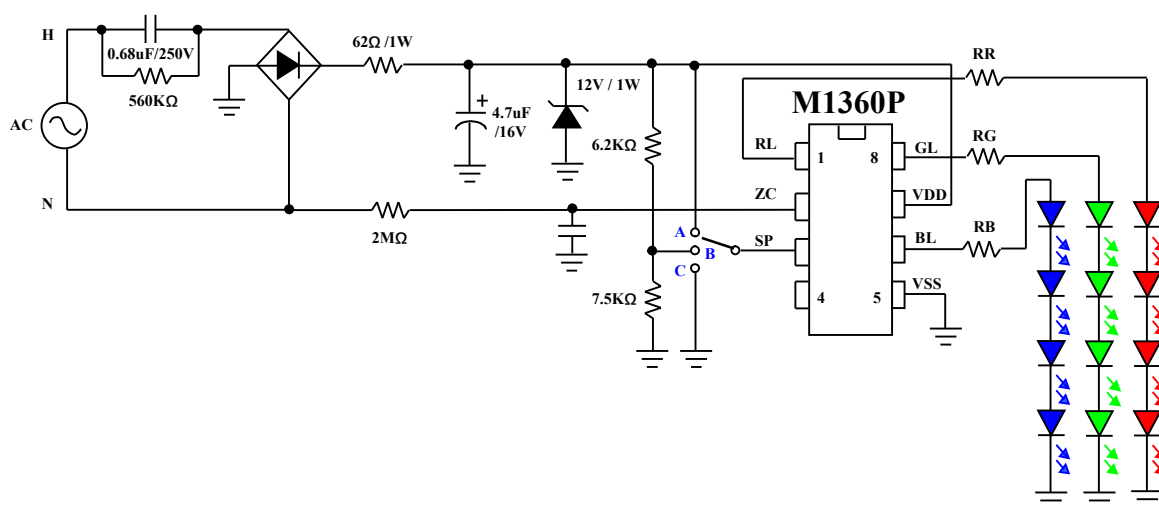 H
0.68uF/250V
560KΩ
AC
N
62Ω /1W
+
4.7uF
/16V
12V / 1W
6.2KΩ
7.5KΩ
2MΩ
A
B
C
M1360P
RL
ZC
SP
1
8
4
5
GL
VDD
BL
VSS
RR
RG
RB